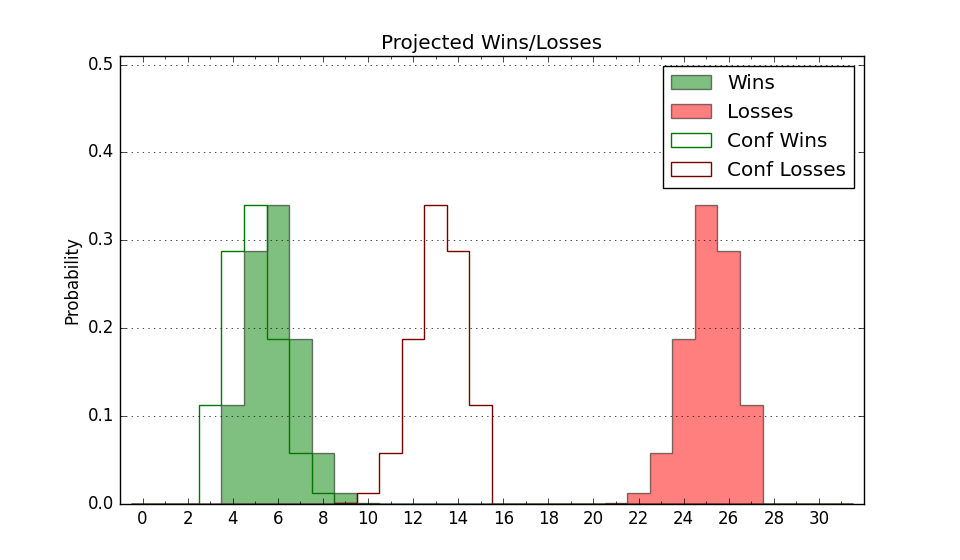 Projected Wins/Losses
0.5
0.4
0.3
0.2
0.1
0.0
Probability
Wins
Losses
Conf Wins
Conf Losses
0 2 4 6 8 10 12 14 16 18 20 22 24 26 28 30